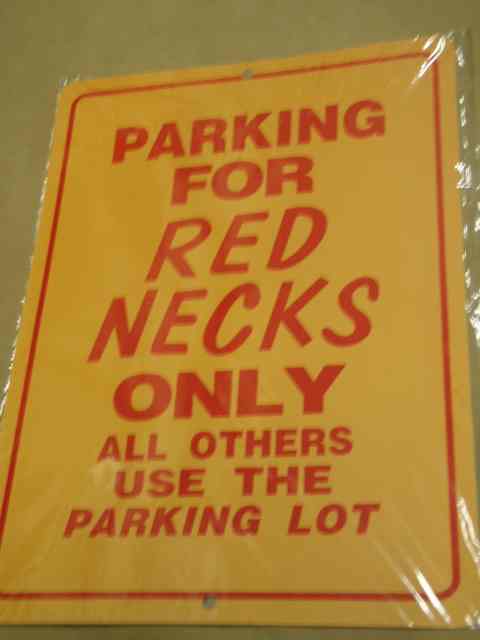 PARKING
FOR
RED
NECKS
ONLY
ALL OTHERS
USE THE
PARKING LOT